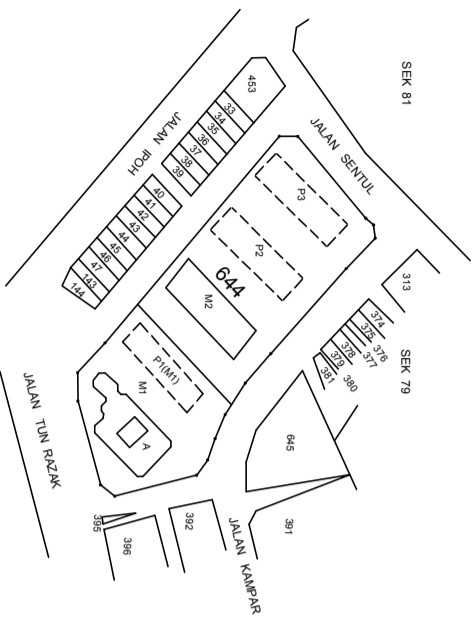 SEK 81
453
33
34
35
36
37
38
39
JALAN IPOH
40
41
42
43
44
45
46
47
143
144
JALAN SENTUL
P3
P2
644
M2
P1(M1)
M1
A
313
374
375
376
377
378
379
380
381
SEK 79
645
391
392
395
396
JALAN KAMPAR
JALAN TUN RAZAK